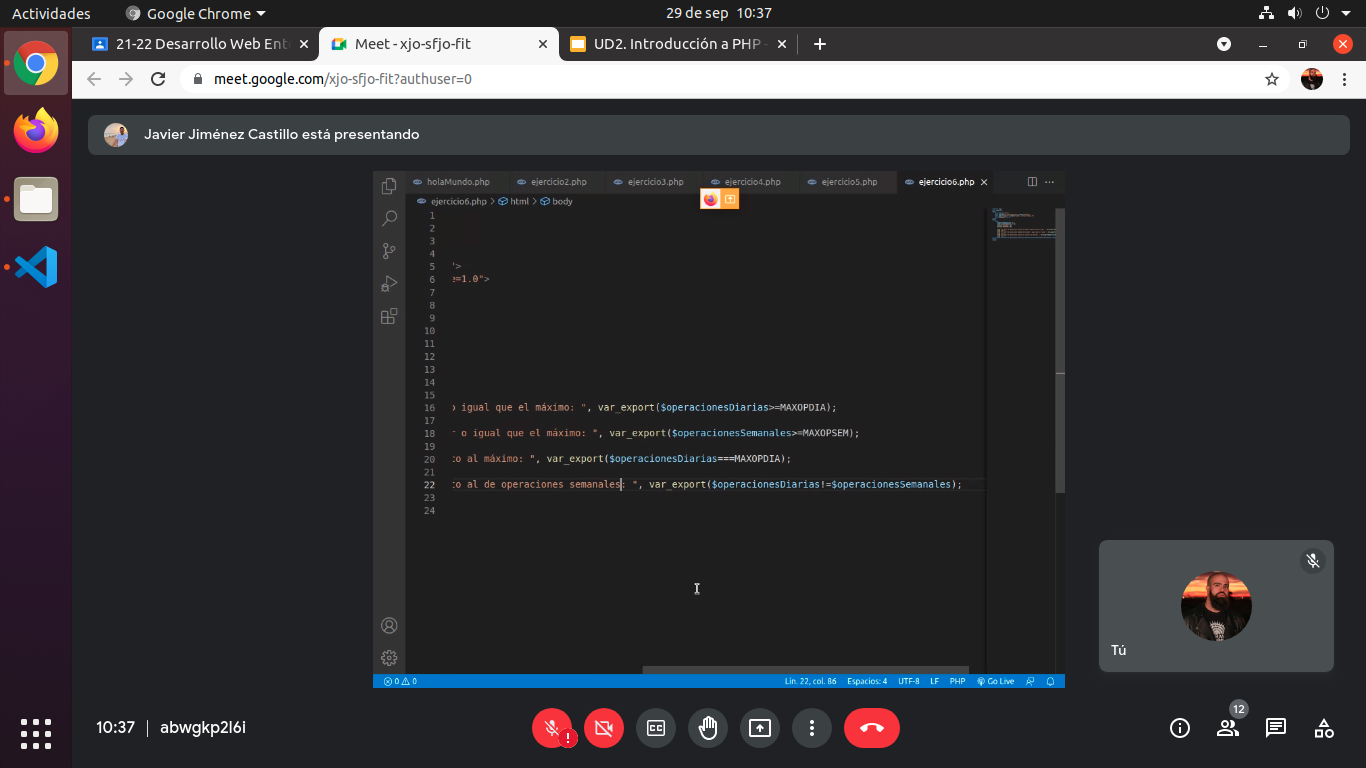 Actividades
Google Chrome
29 de sep 10:37
21-22 Desarrollo Web Ent
Meet - xjo-sfjo-fit
UD2. Introducción a PHP -
meet.google.com/xjo-sfjo-fit?authuser=0
Javier Jiménez Castillo está presentando
holaMundo.php
ejercicio2.php
ejercicio3.php
ejercicio4.php
ejercicio5.php
ejercicio6.php
ejercicio6.php > html > body
1
2
3
4
5 '>
6 e=1.0">
7
8
9
10
11
12
13
14
15
16 o igual que el máximo: ", var_export($operacionesDiarias>=MAXOPDIA);
17
18 r o igual que el máximo: ", var_export($operacionesSemanales>=MAXOPSEM);
19
20 to al máximo: ", var_export($operacionesDiarias===MAXOPDIA);
21
22 to al de operaciones semanales: ", var_export($operacionesDiarias!=$operacionesSemanales);
23
24
0 0
Lín. 22, col. 86
Espacios: 4
UTF-8
LF
PHP
Go Live
Tú
10:37 | abwgkp2l6i
12